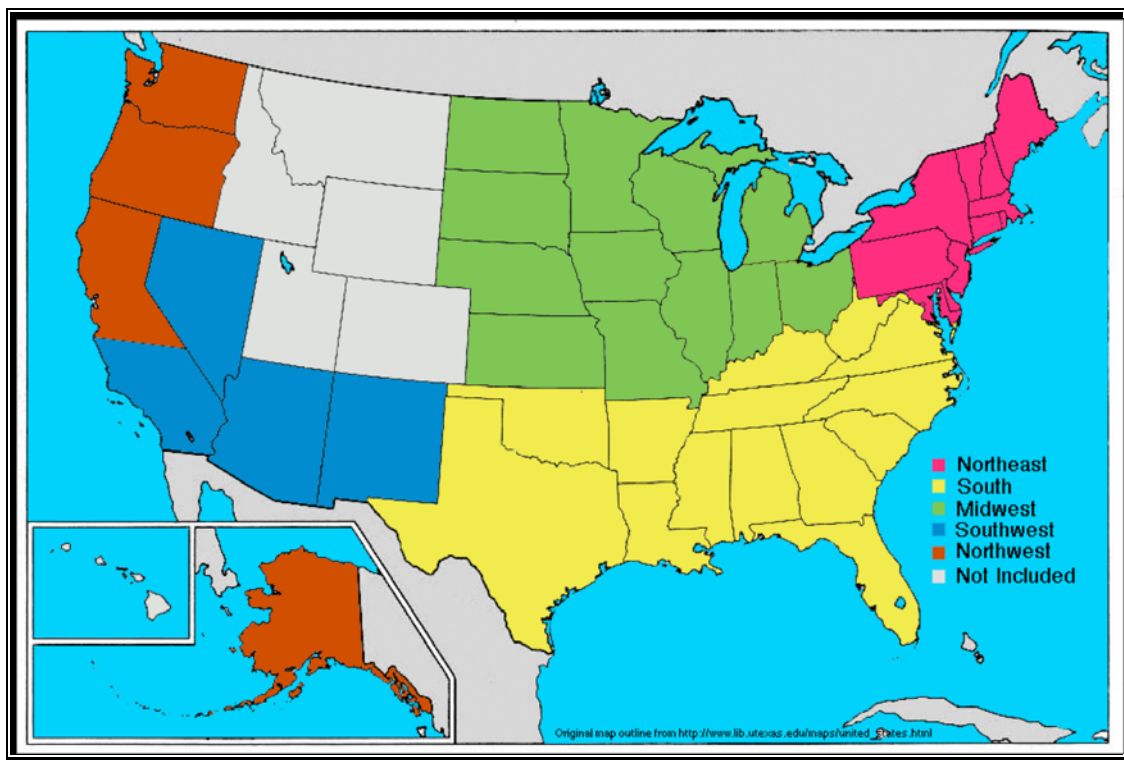 Northeast
South
Midwest
Southwest
Northwest
Not Included
Original map outline from http://www.lib.utexas.edu/maps/united_states.html